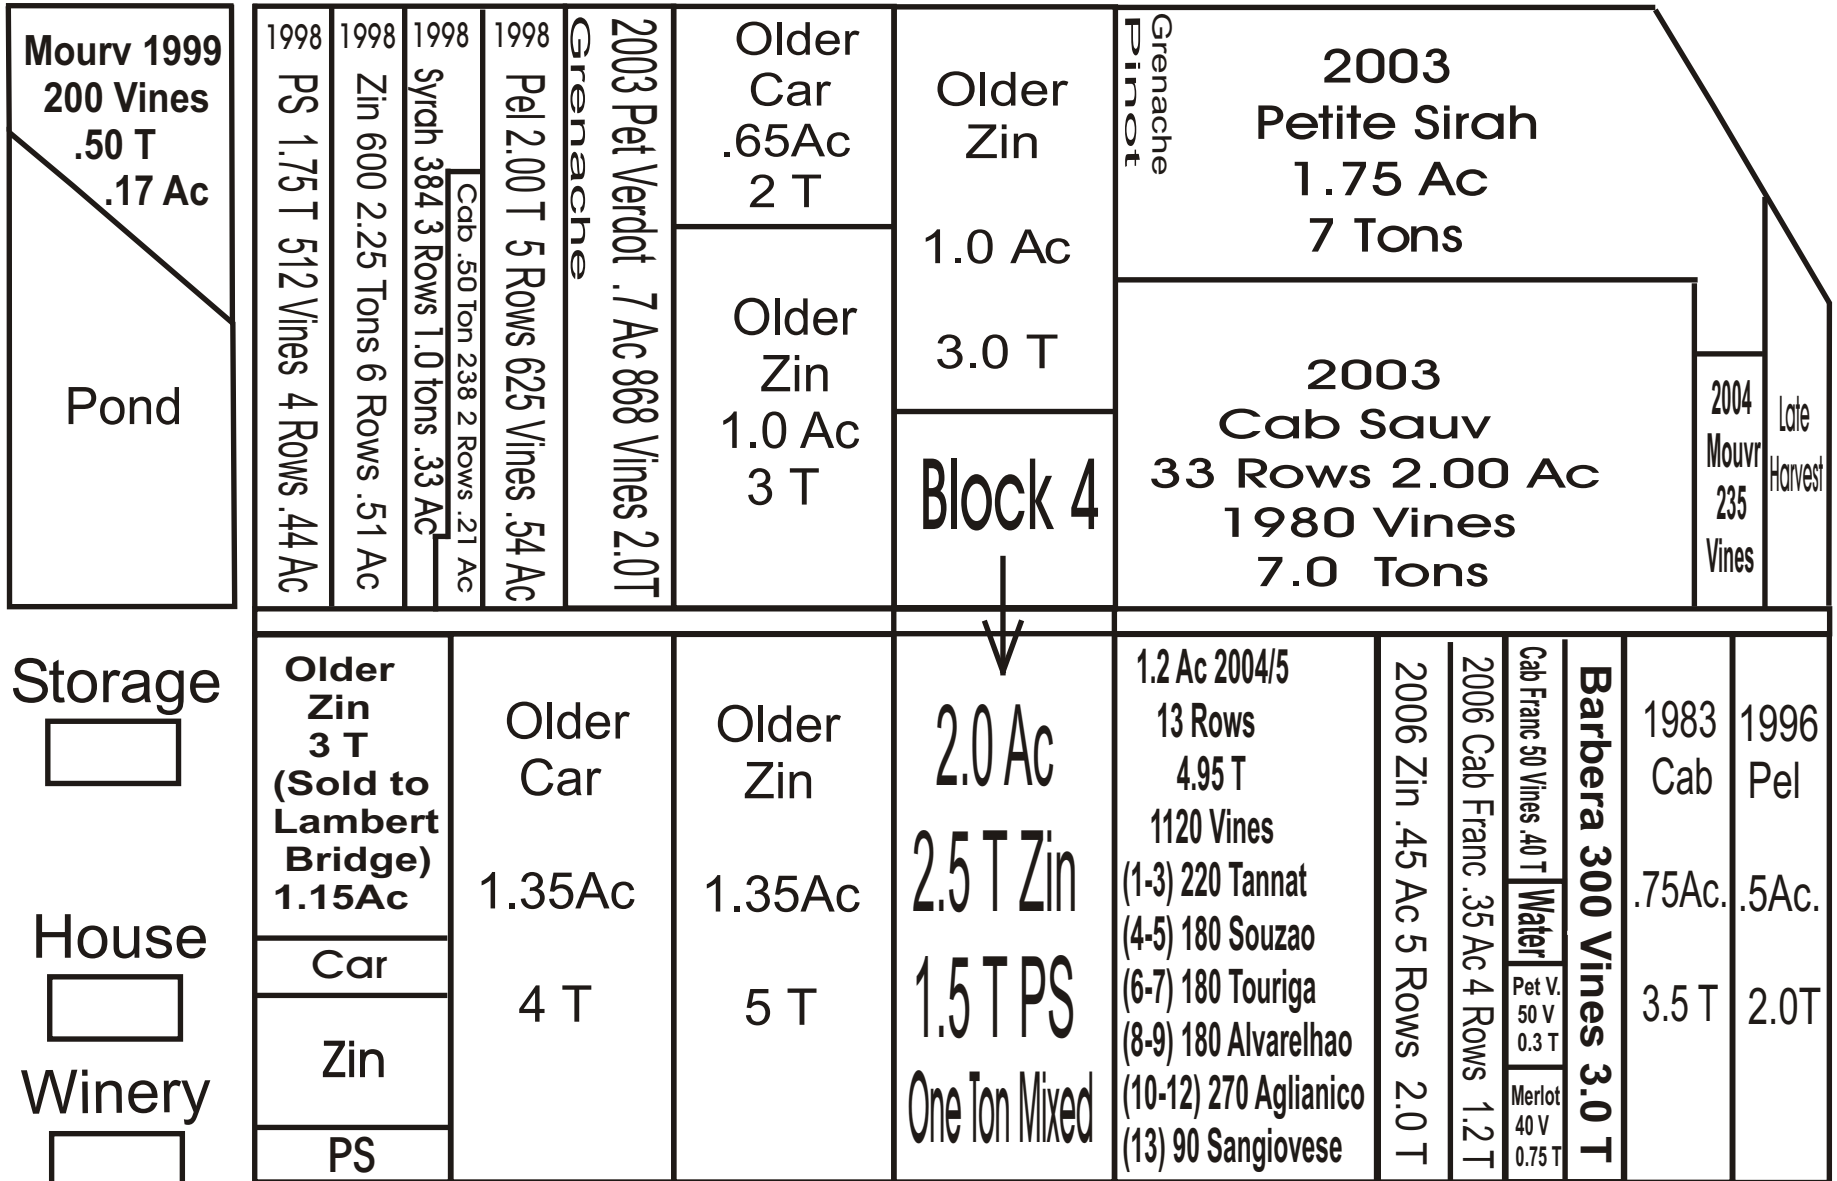 Mourv 1999
200 Vines
.50 T
.17 Ac
Pond
1998 PS 1.75 T 512 Vines 4 Rows .44 Ac
1998 Zin 600 2.25 Tons 6 Rows .51 Ac
1998 Syrah 384 3 Rows 1.0 tons .33 Ac
Cab .50 Ton 238 2 Rows .21 Ac
1998 Pel 2.00 T 5 Rows 625 Vines .54 Ac
Grenache
2003 Pet Verdot .7 Ac 868 Vines 2.0T
Older
Car
.65Ac
2 T
Older
Zin
1.0 Ac
3 T
Older
Zin
1.0 Ac
3.0 T
Block 4
Grenache
Pinot
2003
Petite Sirah
1.75 Ac
7 Tons
2003
Cab Sauv
33 Rows 2.00 Ac
1980 Vines
7.0 Tons
2004
Mouvr
235
Vines
Late
Harvest
Storage
House
Winery
Older
Zin
3 T
(Sold to
Lambert
Bridge)
1.15Ac
Car
Zin
PS
Older
Car
1.35Ac
4 T
Older
Zin
1.35Ac
5 T
2.0 Ac
2.5 T Zin
1.5 T PS
One Ton Mixed
1.2 Ac 2004/5
13 Rows
4.95 T
1120 Vines
(1-3) 220 Tannat
(4-5) 180 Souzao
(6-7) 180 Touriga
(8-9) 180 Alvarelhao
(10-12) 270 Aglianico
(13) 90 Sangiovese
2006 Zin .45 Ac 5 Rows 2.0 T
2006 Cab Franc .35 Ac 4 Rows 1.2 T
Cab Franc 50 Vines .40 T
Water
Pet V.
50 V
0.3 T
Merlot
40 V
0.75 T
Barbera 300 Vines 3.0 T
1983
Cab
.75Ac.
3.5 T
1996
Pel
.5Ac.
2.0T